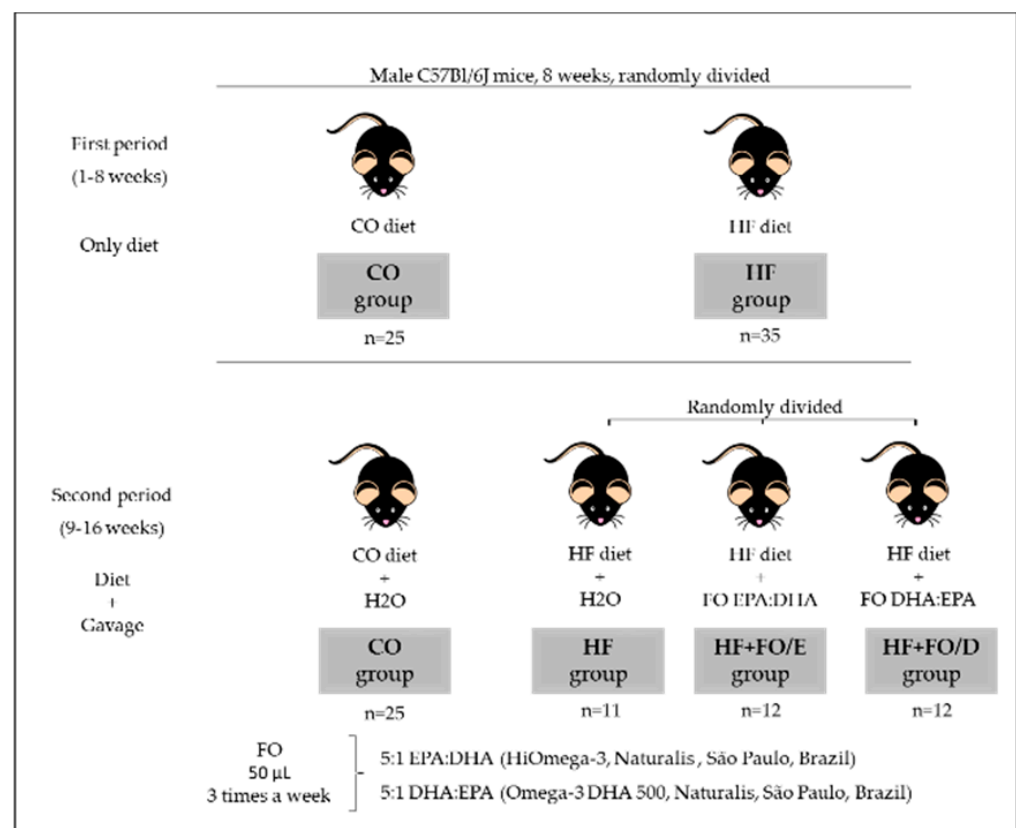 Male C57Bl/6J mice, 8 weeks, randomly divided
First period
(1-8 weeks)
Only diet
CO diet
HF diet
CO
group
HF
group
n=25
n=35
Randomly divided
Second period
(9-16 weeks)
Diet
+
Gavage
CO diet
+
H2O
HF diet
+
H2O
HF diet
+
FO EPA:DHA
HF diet
+
FO DHA:EPA
CO
group
HF
group
HF+FO/E
group
HF+FO/D
group
n=25
n=11
n=12
n=12
FO
50 µL
3 times a week
5:1 EPA:DHA (HiOmega-3, Naturalis, São Paulo, Brazil)
5:1 DHA:EPA (Omega-3 DHA 500, Naturalis, São Paulo, Brazil)